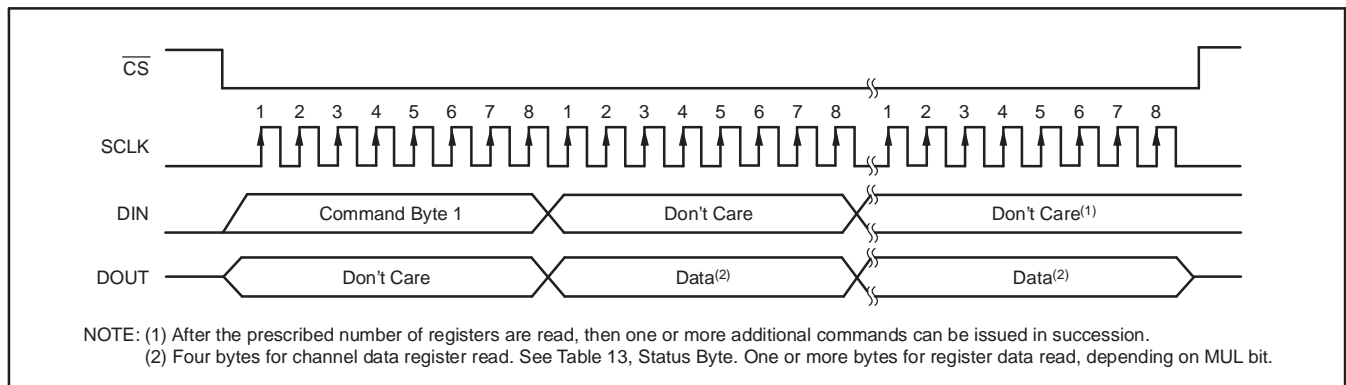 CS
1 2 3 4 5 6 7 8 1 2 3 4 5 6 7 8 1 2 3 4 5 6 7 8
SCLK
DIN Command Byte 1 Don't Care Don't Care(1)
DOUT Don't Care Data(2) Data(2)
NOTE: (1) After the prescribed number of registers are read, then one or more additional commands can be issued in succession.
(2) Four bytes for channel data register read. See Table 13, Status Byte. One or more bytes for register data read, depending on MUL bit.